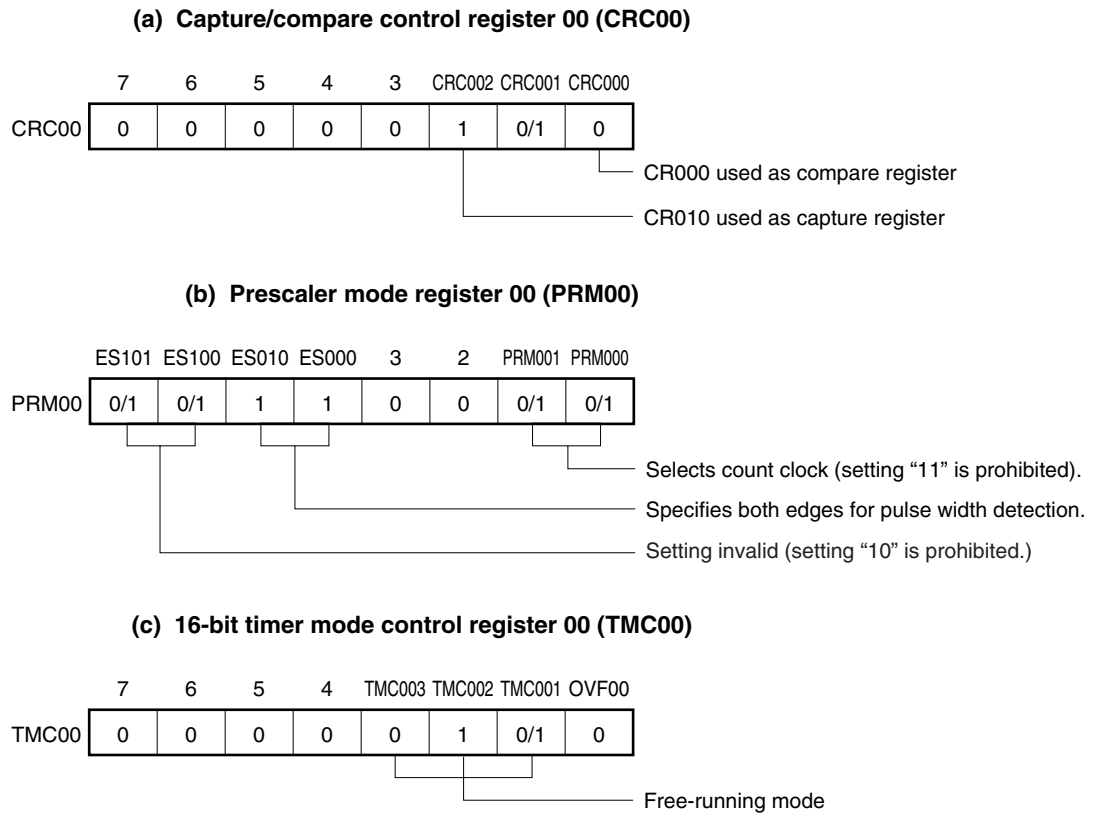 (a) Capture/compare control register 00 (CRC00)
7 6 5 4 3 CRC002 CRC001 CRC000
CRC00 0 0 0 0 0 1 0/1 0
CR000 used as compare register
CR010 used as capture register
(b) Prescaler mode register 00 (PRM00)
ES101 ES100 ES010 ES000 3 2 PRM001 PRM000
PRM00 0/1 0/1 1 1 0 0 0/1 0/1
Selects count clock (setting “11” is prohibited).
Specifies both edges for pulse width detection.
Setting invalid (setting “10” is prohibited.)
(c) 16-bit timer mode control register 00 (TMC00)
7 6 5 4 TMC003 TMC002 TMC001 OVF00
TMC00 0 0 0 0 0 1 0/1 0
Free-running mode